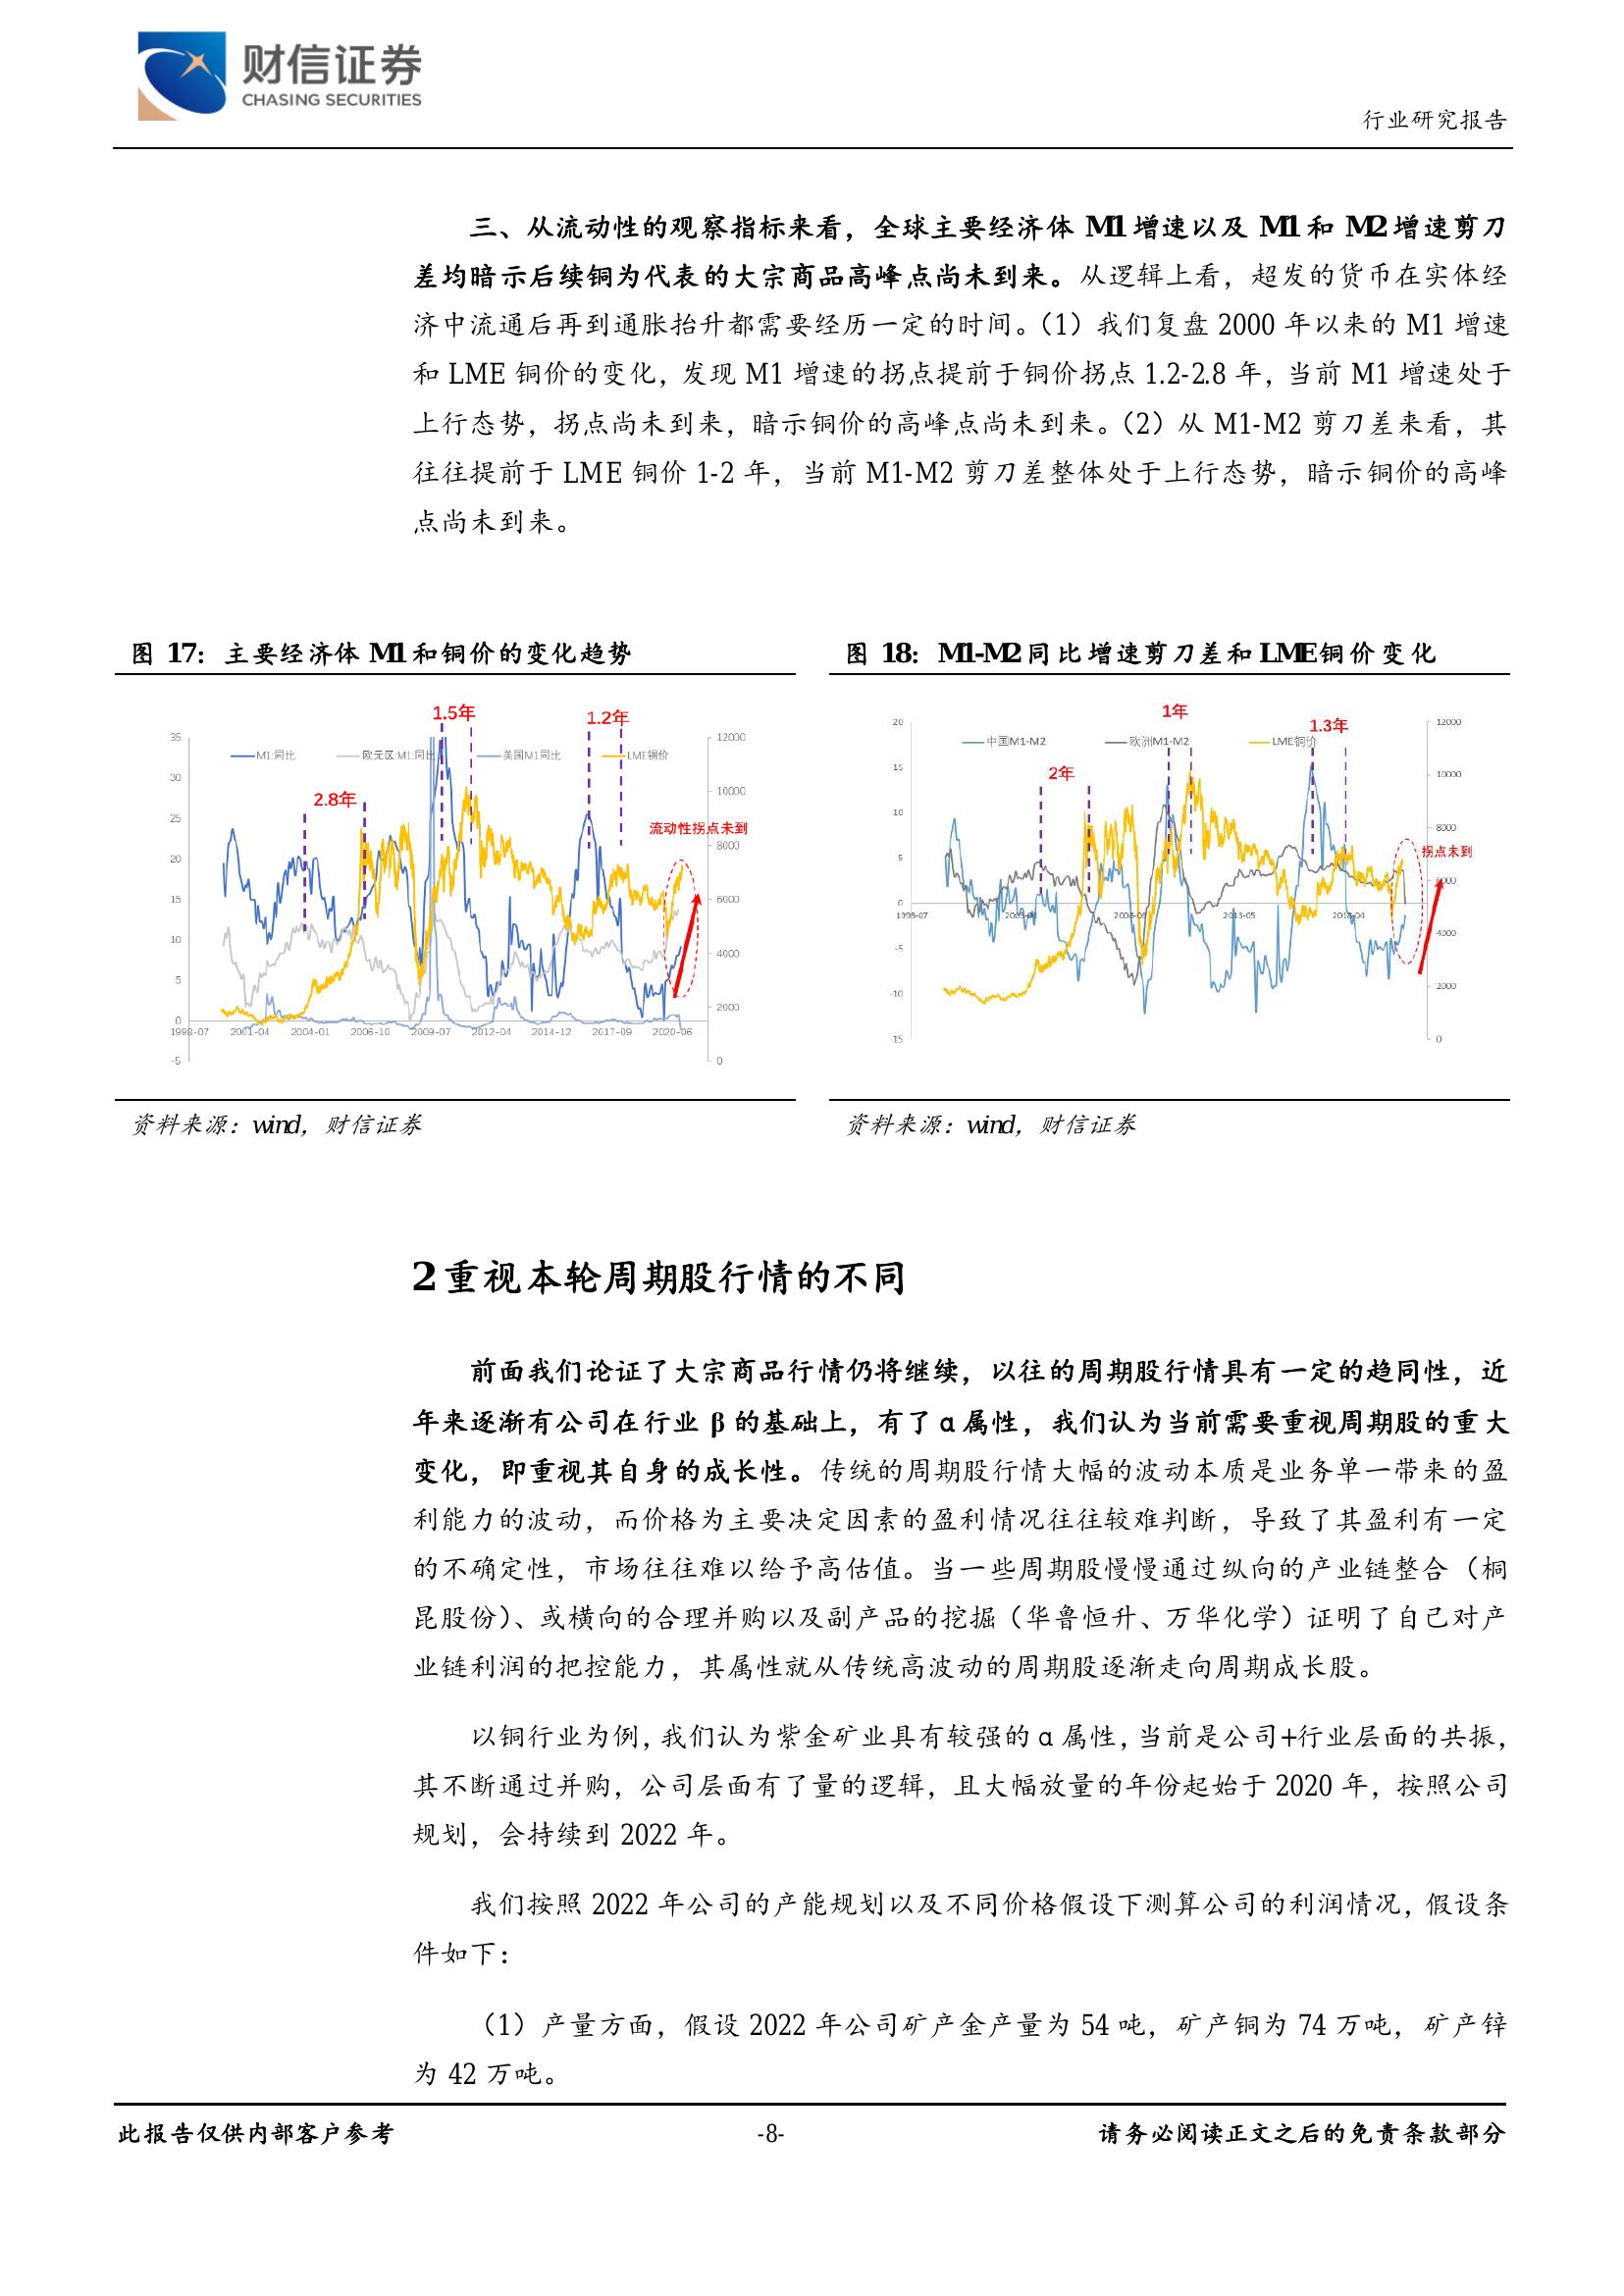 财信证券
CHASING SECURITIES
行业研究报告
三、从流动性的观察指标来看，全球主要经济体 M1 增速以及 M1 和 M2 增速剪刀
差均暗示后续铜为代表的大宗商品高峰点尚未到来。从逻辑上看，超发的货币在实体经
济中流通后再到通胀抬升都需要经历一定的时间。（1）我们复盘 2000 年以来的 M1 增速
和 LME 铜价的变化，发现 M1 增速的拐点提前于铜价拐点 1.2-2.8 年，当前 M1 增速处于
上行态势，拐点尚未到来，暗示铜价的高峰点尚未到来。（2）从 M1-M2 剪刀差来看，其
往往提前于 LME 铜价 1-2 年，当前 M1-M2 剪刀差整体处于上行态势，暗示铜价的高峰
点尚未到来。
图 17：主要经济体 M1 和铜价的变化趋势
1.5年
1.2年
2.8年
流动性拐点未到
M1:同比
欧元区:M1:同比
美国M1同比
LME铜价
35
30
25
20
15
10
5
0
-5
12000
10000
8000
6000
4000
2000
0
1998-07 2001-04 2004-01 2006-10 2009-07 2012-04 2014-12 2017-09 2020-06
资料来源：wind，财信证券
图 18：M1-M2 同比增速剪刀差和 LME 铜价变化
1年
1.3年
2年
拐点未到
中国M1-M2
欧洲M1-M2
LME铜价
20
15
10
5
0
-5
-10
-15
12000
10000
8000
6000
4000
2000
0
1998-07 2008-06 2013-05 2018-04
资料来源：wind，财信证券
2 重视本轮周期股行情的不同
前面我们论证了大宗商品行情仍将继续，以往的周期股行情具有一定的趋同性，近
年来逐渐有公司在行业 β 的基础上，有了 α 属性，我们认为当前需要重视周期股的重大
变化，即重视其自身的成长性。传统的周期股行情大幅的波动本质是业务单一带来的盈
利能力的波动，而价格为主要决定因素的盈利情况往往较难判断，导致了其盈利有一定
的不确定性，市场往往难以给予高估值。当一些周期股慢慢通过纵向的产业链整合（桐
昆股份）、或横向的合理并购以及副产品的挖掘（华鲁恒升、万华化学）证明了自己对产
业链利润的把控能力，其属性就从传统高波动的周期股逐渐走向周期成长股。
以铜行业为例，我们认为紫金矿业具有较强的 α 属性，当前是公司+行业层面的共振，
其不断通过并购，公司层面有了量的逻辑，且大幅放量的年份起始于 2020 年，按照公司
规划，会持续到 2022 年。
我们按照 2022 年公司的产能规划以及不同价格假设下测算公司的利润情况，假设条
件如下：
（1）产量方面，假设 2022 年公司矿产金产量为 54 吨，矿产铜为 74 万吨，矿产锌
为 42 万吨。
此报告仅供内部客户参考
-8-
请务必阅读正文之后的免责条款部分